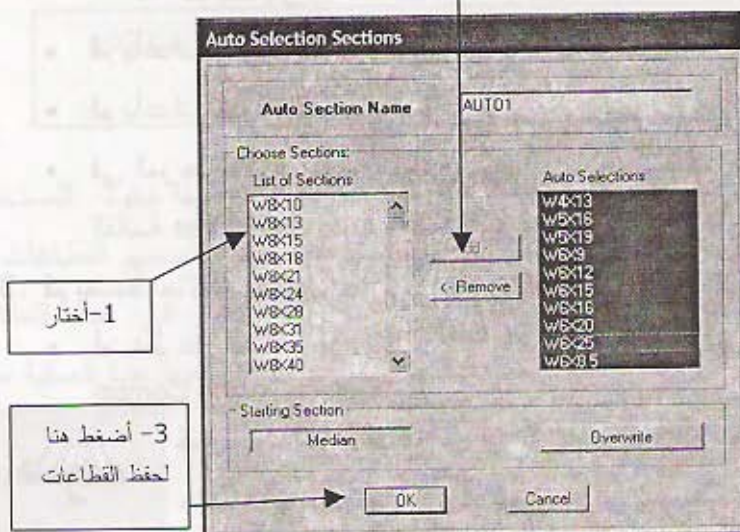 Auto Selection Sections
Auto Section Name
AUTO1
Choose Sections:
List of Sections
W8X10
W8X13
W8X15
W8X18
W8X21
W8X24
W8X28
W8X31
W8X35
W8X40
<- Remove
Auto Selections
W4X13
W5X16
W5X19
W6X9
W6X12
W6X15
W6X16
W6X20
W6X25
W6X8.5
1-أختار
Starting Section
Median
Overwrite
3- أضغط هنا
لحفظ القطاعات
OK
Cancel